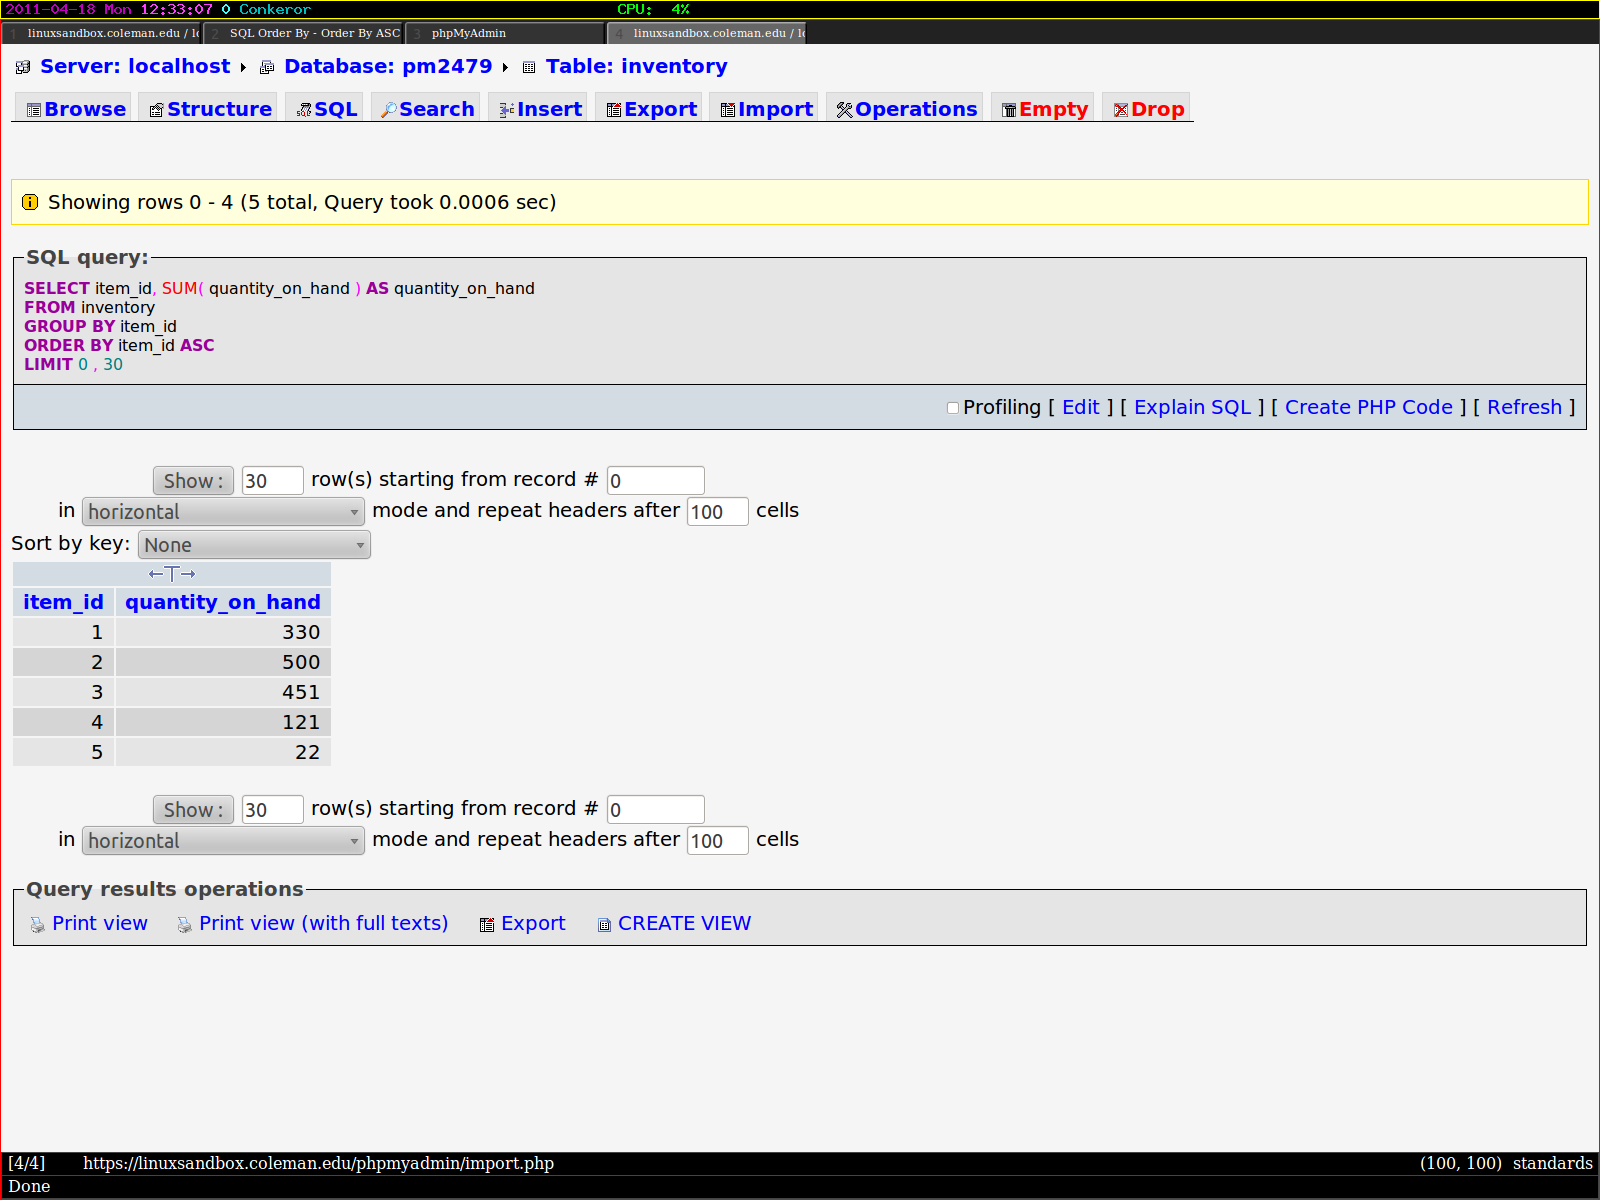 2011-04-18 Mon 12:33:07 0 Conkeror CPU: 4%
1 linuxsandbox.coleman.edu / lo 2 SQL Order By - Order By ASC 3 phpMyAdmin 4 linuxsandbox.coleman.edu / lo
Server: localhost Database: pm2479 Table: inventory
Browse Structure SQL Search Insert Export Import Operations Empty Drop
Showing rows 0 - 4 (5 total, Query took 0.0006 sec)
SQL query:
SELECT item_id, SUM( quantity_on_hand ) AS quantity_on_hand
FROM inventory
GROUP BY item_id
ORDER BY item_id ASC
LIMIT 0 , 30
Profiling [ Edit ] [ Explain SQL ] [ Create PHP Code ] [ Refresh ]
Show : 30 row(s) starting from record # 0
in horizontal mode and repeat headers after 100 cells
Sort by key: None
←T→
item_id quantity_on_hand
1 330
2 500
3 451
4 121
5 22
Show : 30 row(s) starting from record # 0
in horizontal mode and repeat headers after 100 cells
Query results operations
Print view Print view (with full texts) Export CREATE VIEW
[4/4] https://linuxsandbox.coleman.edu/phpmyadmin/import.php (100, 100) standards
Done